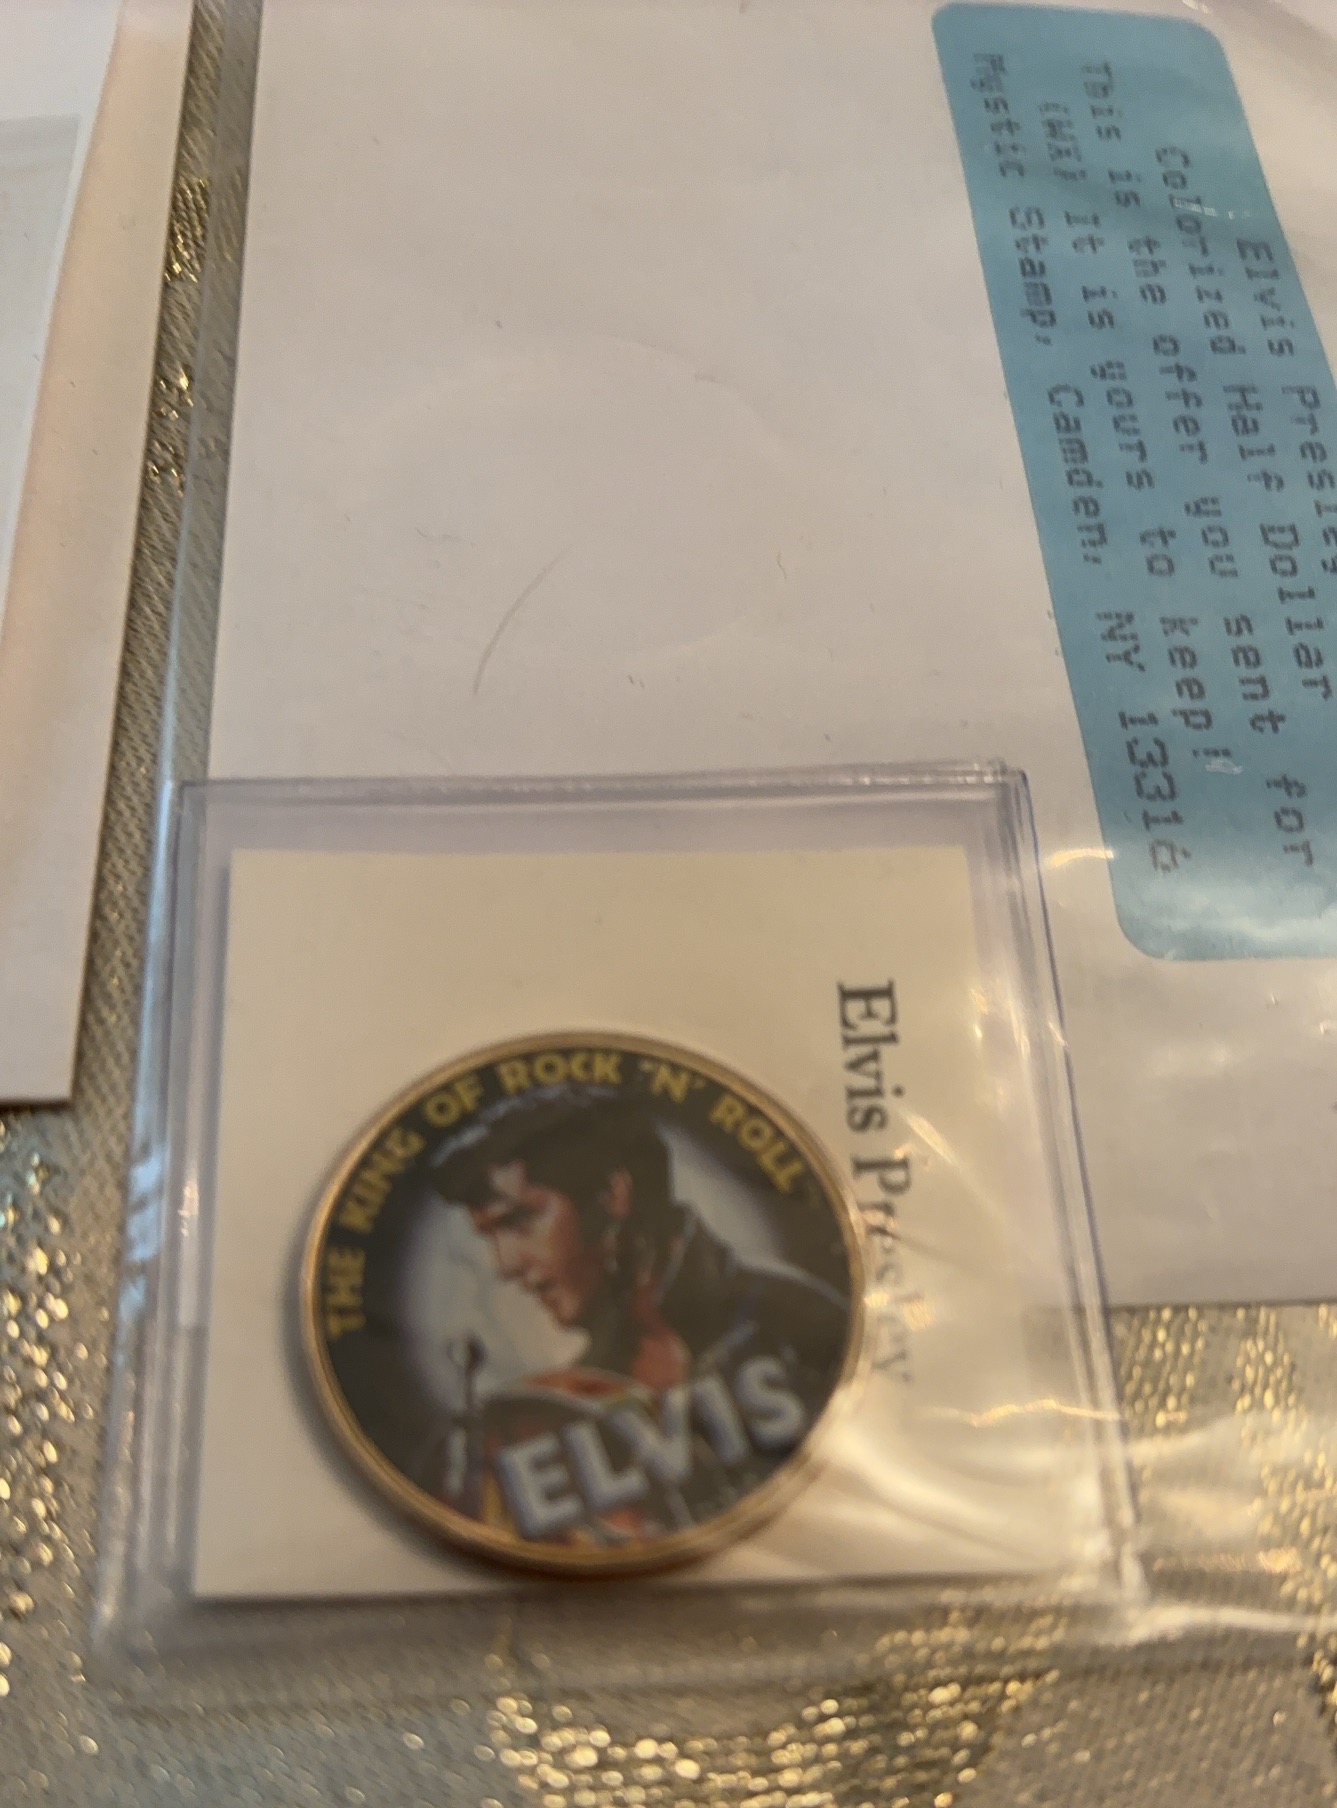 Elvis Presley
Colorized Half Dollar
This is the offer you sent for
(WX) It is yours to keep!
Mystic Stamp, Camden, NY 13316
Elvis Presley
THE KING OF ROCK 'N' ROLL
ELVIS